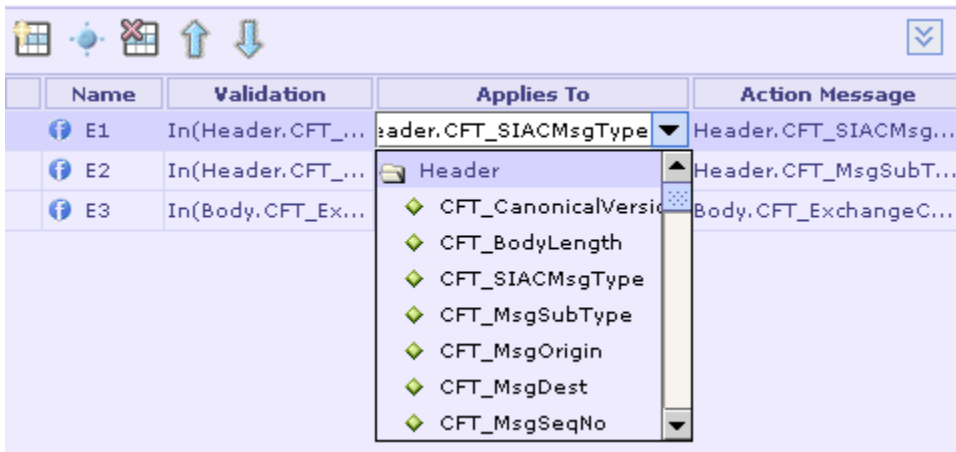 Name Validation Applies To Action Message
E1 In(Header.CFT_... eader.CFT_SIACMsgType Header.CFT_SIACMsg...
E2 In(Header.CFT_... Header Header.CFT_MsgSubT...
E3 In(Body.CFT_Ex... CFT_CanonicalVersio Body.CFT_ExchangeC...
CFT_BodyLength
CFT_SIACMsgType
CFT_MsgSubType
CFT_MsgOrigin
CFT_MsgDest
CFT_MsgSeqNo